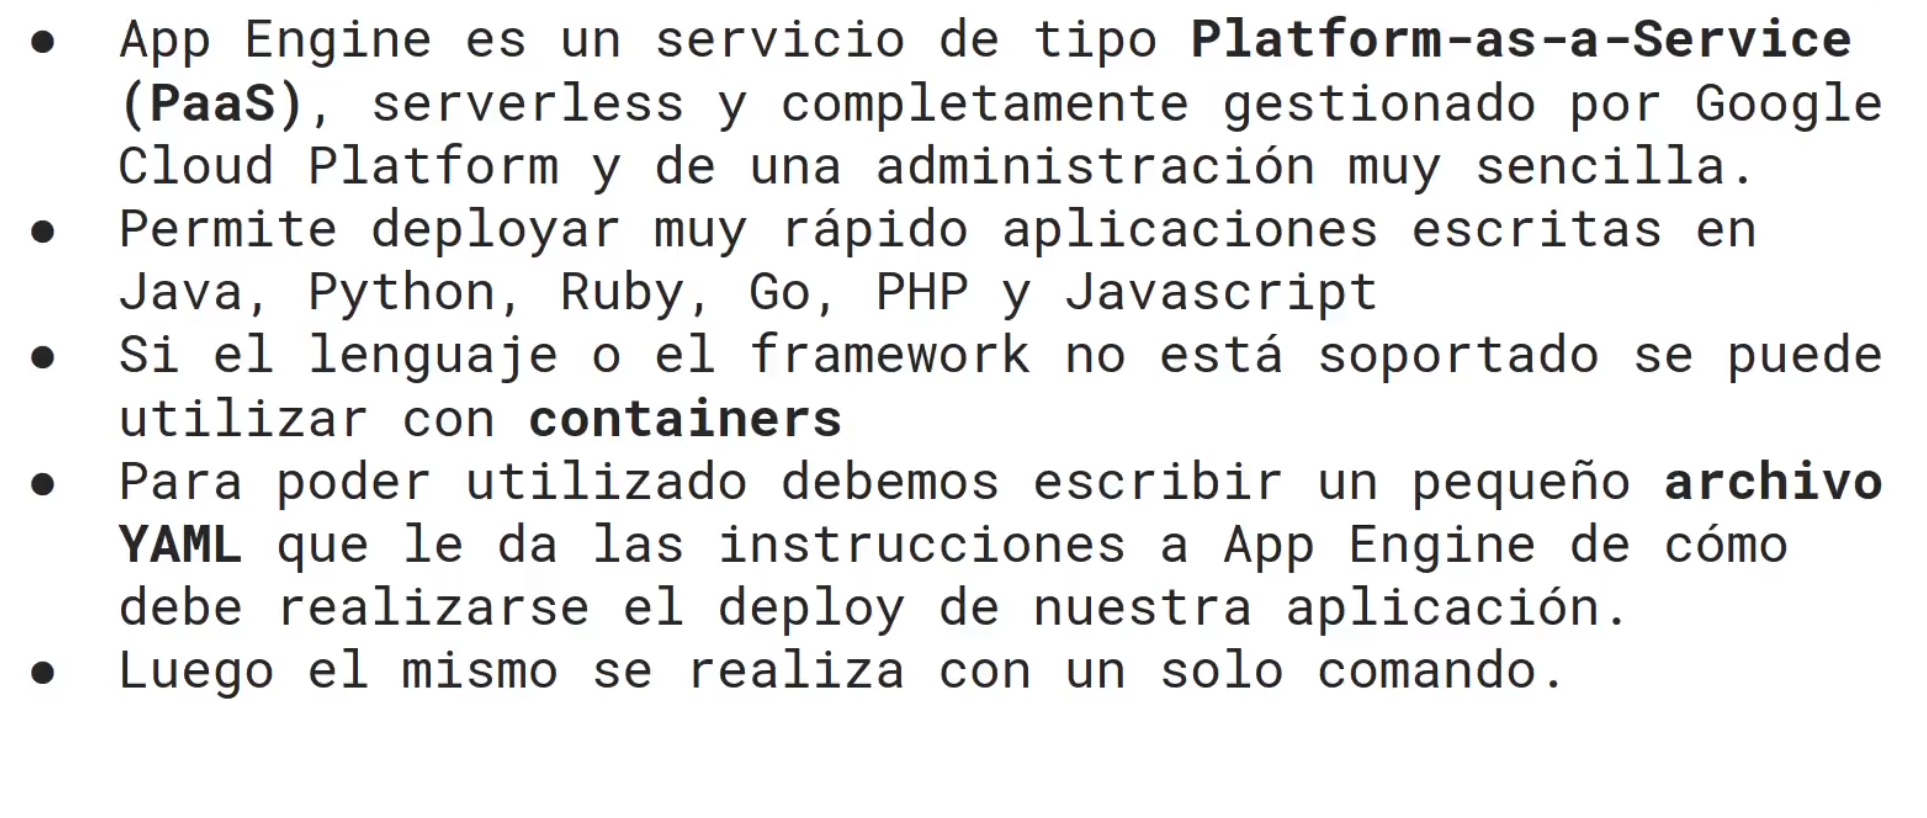 ● App Engine es un servicio de tipo Platform-as-a-Service
(PaaS), serverless y completamente gestionado por Google
Cloud Platform y de una administración muy sencilla.
● Permite deployar muy rápido aplicaciones escritas en
Java, Python, Ruby, Go, PHP y Javascript
● Si el lenguaje o el framework no está soportado se puede
utilizar con containers
● Para poder utilizado debemos escribir un pequeño archivo
YAML que le da las instrucciones a App Engine de cómo
debe realizarse el deploy de nuestra aplicación.
● Luego el mismo se realiza con un solo comando.